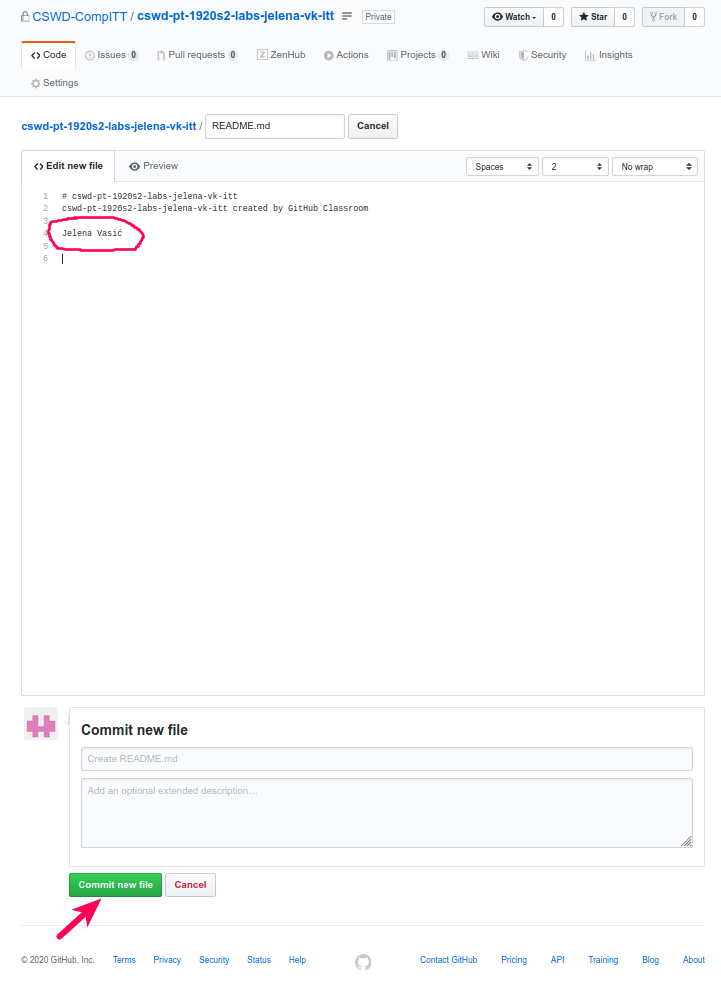 CSWD-CompITT / cswd-pt-1920s2-labs-jelena-vk-itt Private Watch 0 Star 0 Fork 0
Code Issues 0 Pull requests 0 ZenHub Actions Projects 0 Wiki Security Insights
Settings
cswd-pt-1920s2-labs-jelena-vk-itt / README.md Cancel
Edit new file Preview Spaces 2 No wrap
1 # cswd-pt-1920s2-labs-jelena-vk-itt
2 cswd-pt-1920s2-labs-jelena-vk-itt created by GitHub Classroom
3
4 Jelena Vasić
5
6
Commit new file
Create README.md
Add an optional extended description…
Commit new file Cancel
© 2020 GitHub, Inc. Terms Privacy Security Status Help Contact GitHub Pricing API Training Blog About